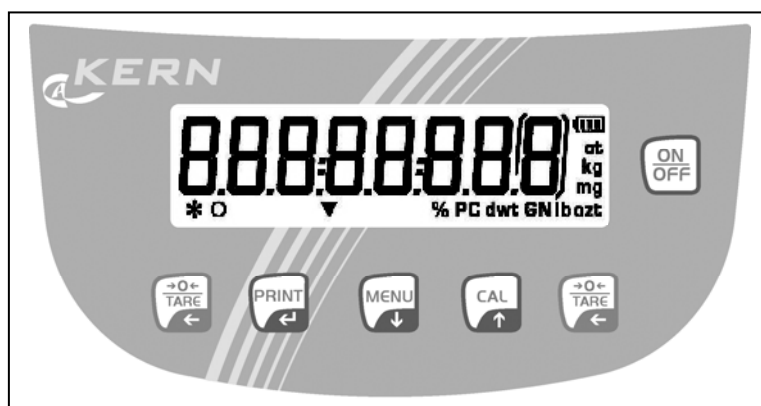 KERN
8.8.8:8.8:8.8.(8)
ct
kg
mg
* O ▼ % PC dwt GN lb ozt
ON
OFF
→0← TARE ←
PRINT ↵
MENU ↓
CAL ↑
→0← TARE ←